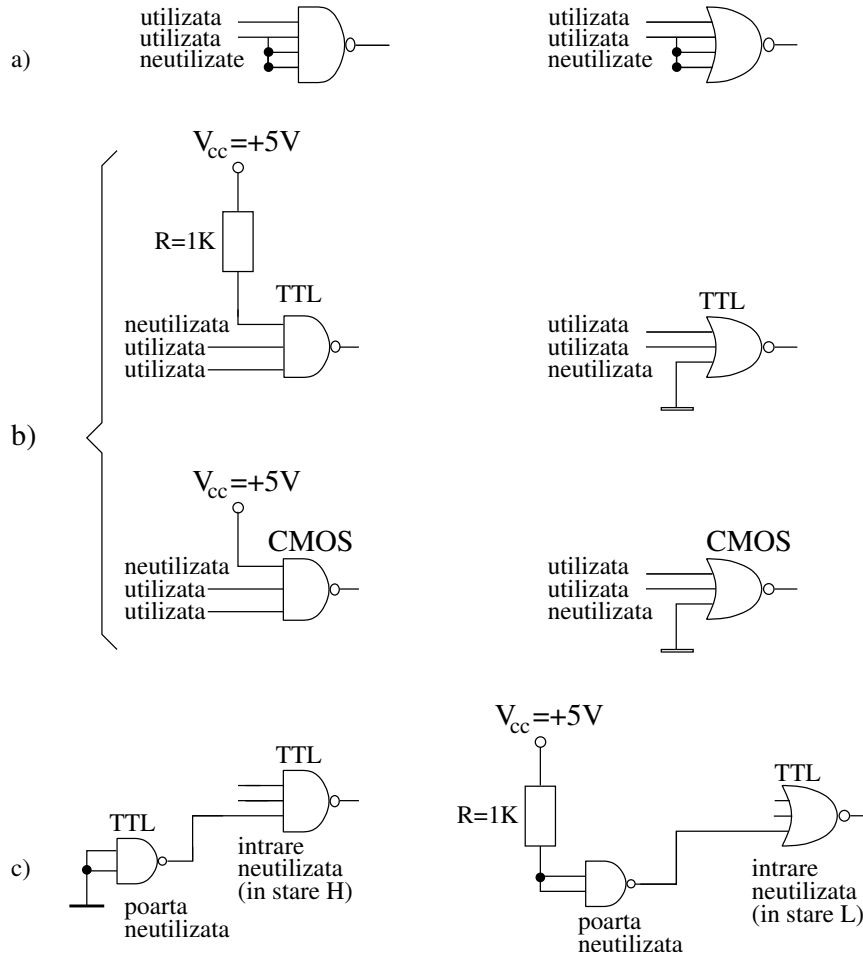 a)
utilizata
utilizata
neutilizate
utilizata
utilizata
neutilizate
b)
Vcc=+5V
R=1K
TTL
neutilizata
utilizata
utilizata
TTL
utilizata
utilizata
neutilizata
Vcc=+5V
CMOS
neutilizata
utilizata
utilizata
CMOS
utilizata
utilizata
neutilizata
c)
TTL
TTL
intrare
neutilizata
(in stare H)
poarta
neutilizata
Vcc=+5V
R=1K
TTL
intrare
neutilizata
(in stare L)
poarta
neutilizata